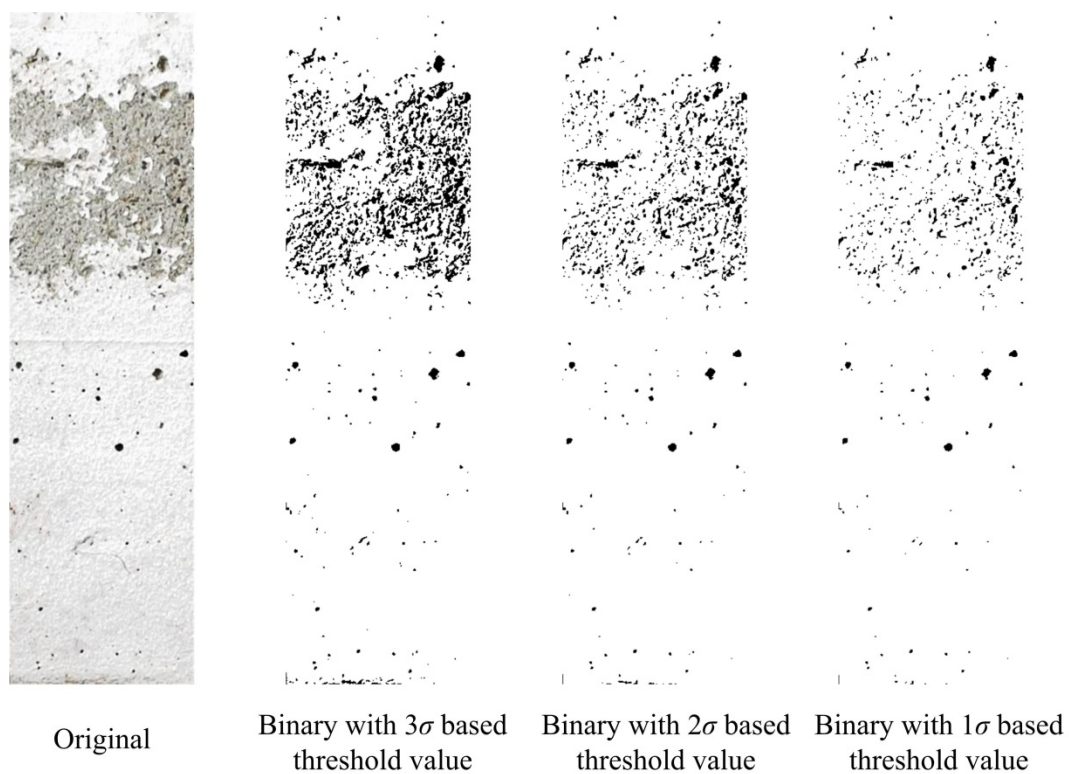 Original
Binary with 3σ based
threshold value
Binary with 2σ based
threshold value
Binary with 1σ based
threshold value